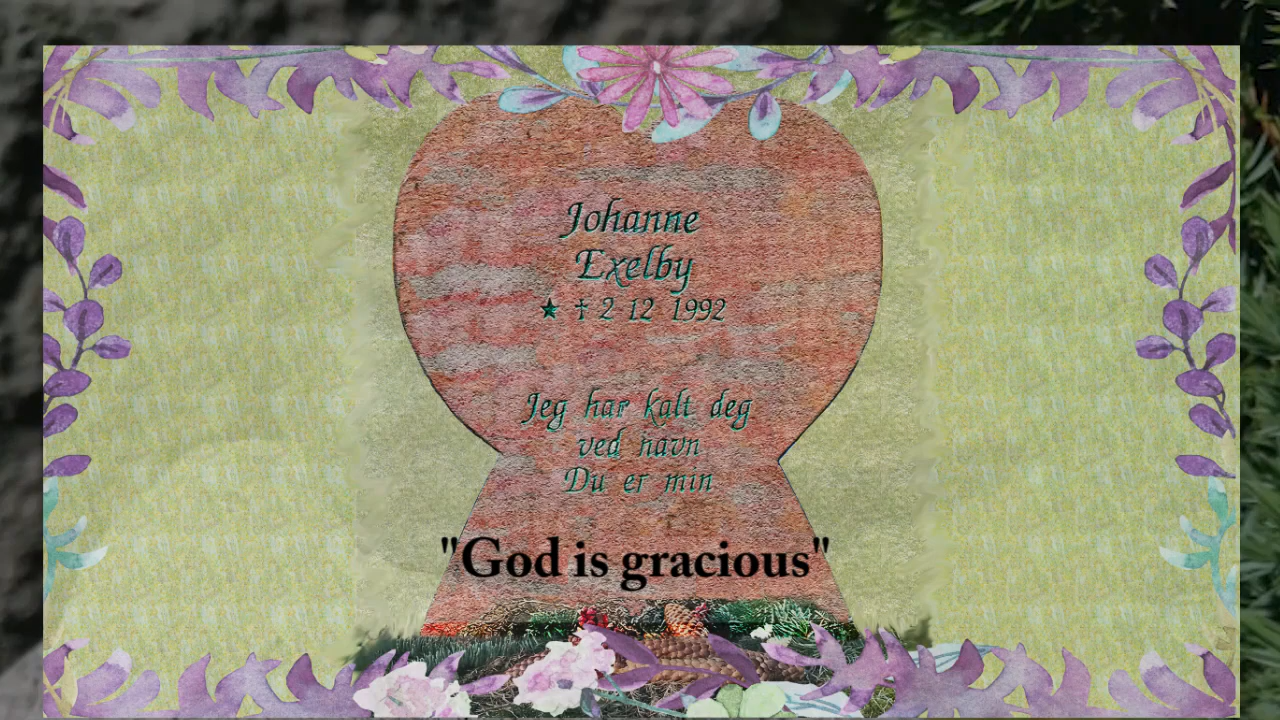 Johanne
Exelby
★ † 2 12 1992
Jeg har kalt deg
ved navn
Du er min
"God is gracious"